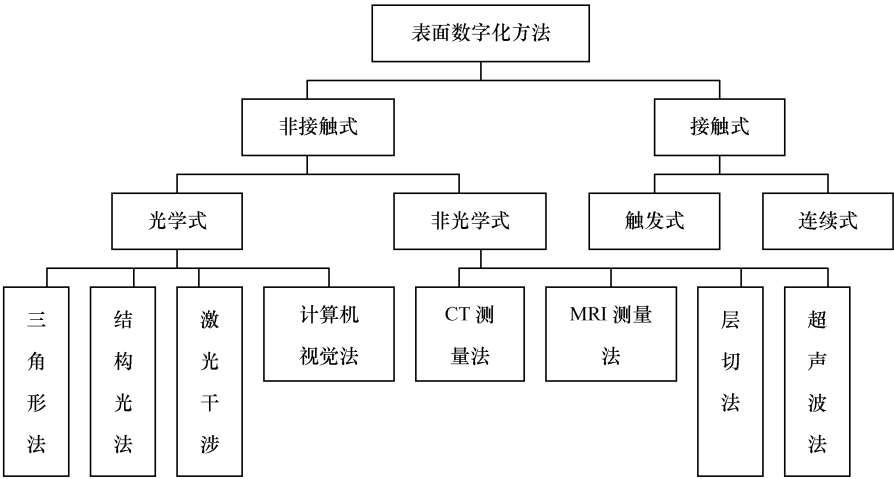 表面数字化方法
非接触式
接触式
光学式
非光学式
触发式
连续式
三角形法
结构光法
激光干涉
计算机
视觉法
CT 测
量法
MRI 测量
法
层切法
超声波法